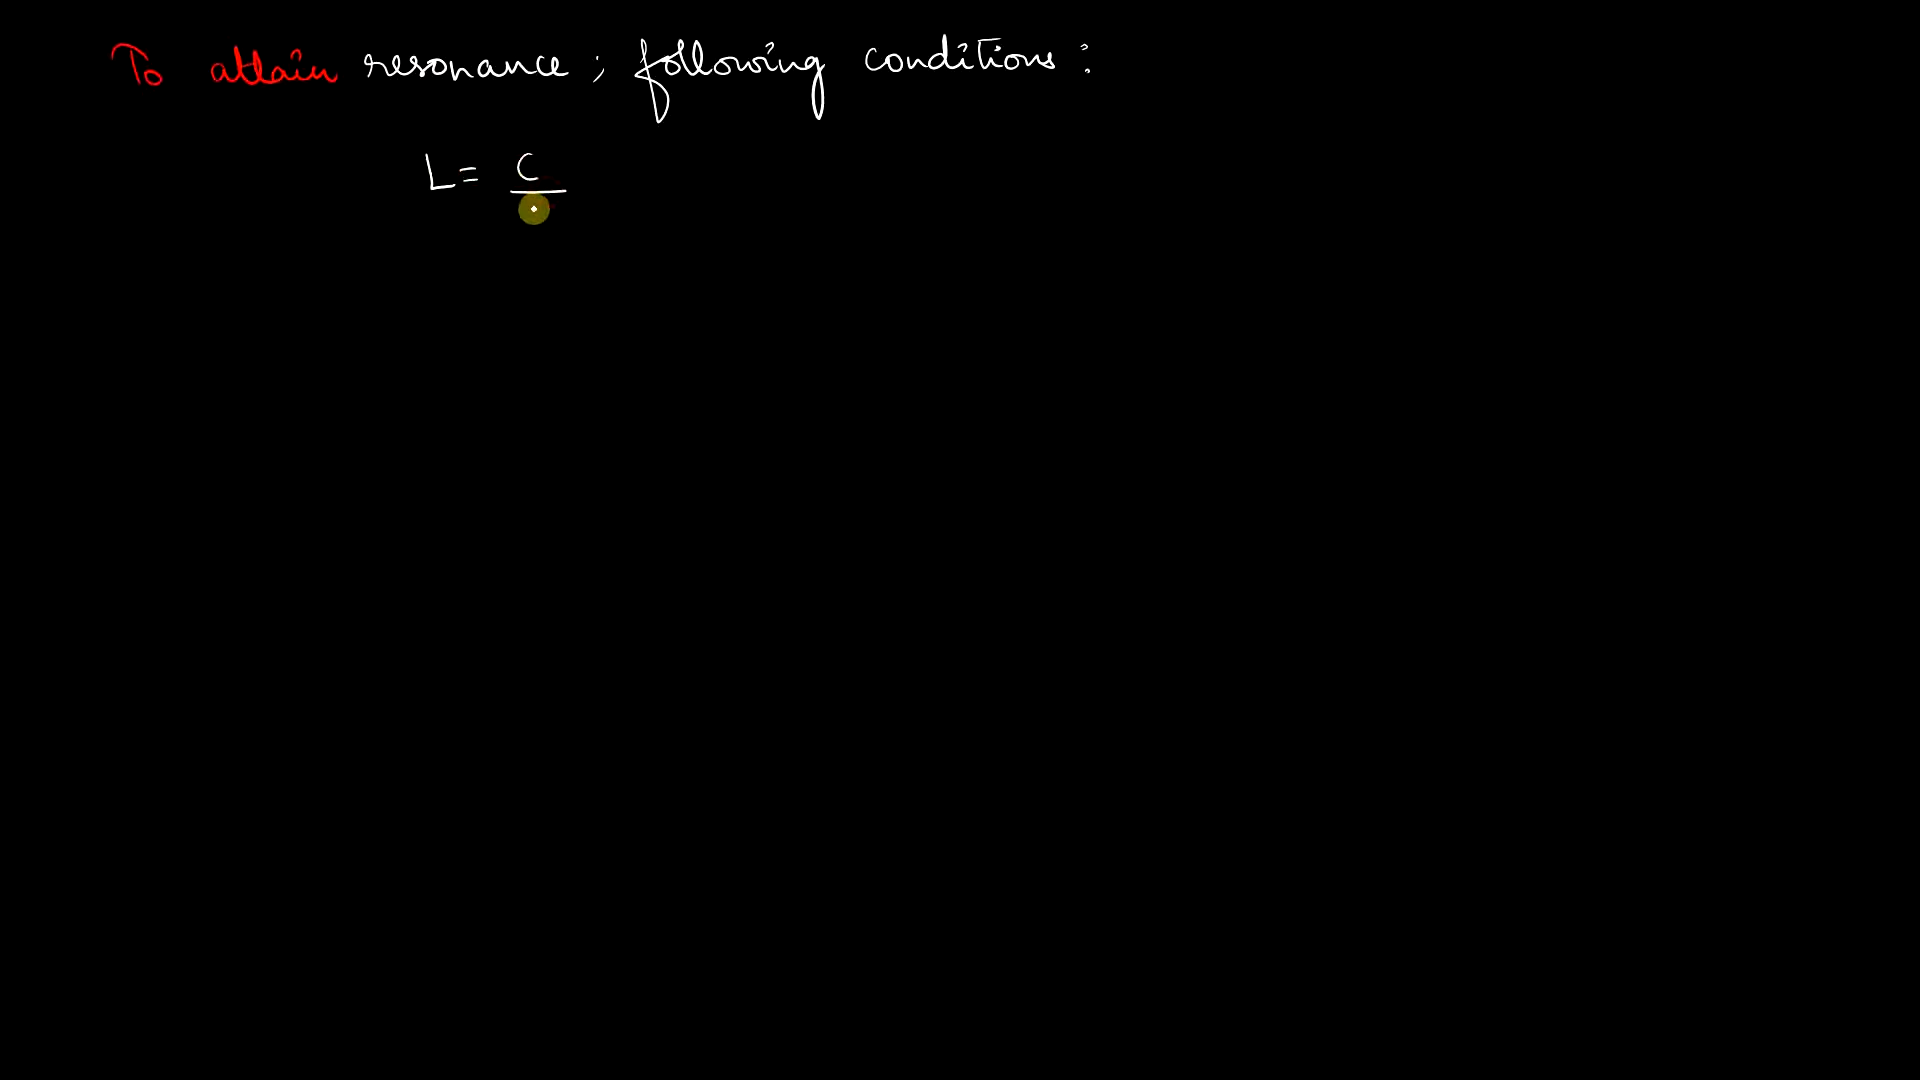 To attain resonance ; following conditions :
L = C